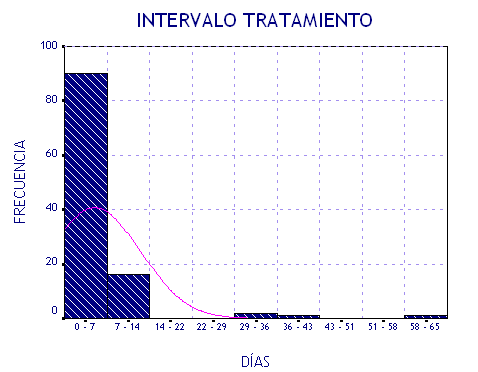 INTERVALO TRATAMIENTO
100
80
60
40
20
0
FRECUENCIA
0 - 7 7 - 14 14 - 22 22 - 29 29 - 36 36 - 43 43 - 51 51 - 58 58 - 65
DÍAS